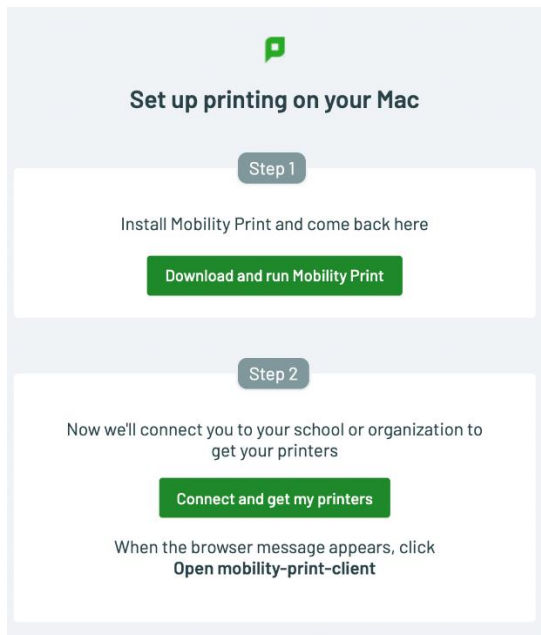 Set up printing on your Mac
Step 1
Install Mobility Print and come back here
Download and run Mobility Print
Step 2
Now we'll connect you to your school or organization to
get your printers
Connect and get my printers
When the browser message appears, click
Open mobility-print-client